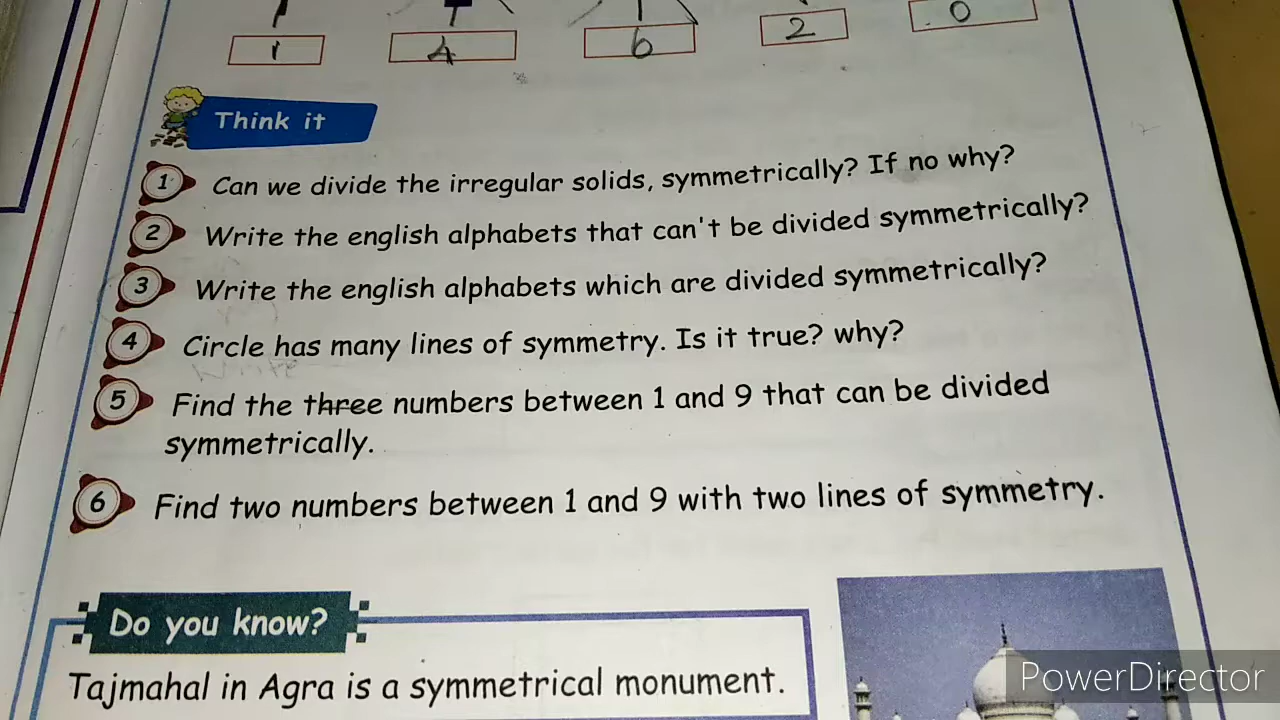 1 4 6 2 0
Think it
1 Can we divide the irregular solids, symmetrically? If no why?
2 Write the english alphabets that can't be divided symmetrically?
3 Write the english alphabets which are divided symmetrically?
4 Circle has many lines of symmetry. Is it true? why?
5 Find the three numbers between 1 and 9 that can be divided
symmetrically.
6 Find two numbers between 1 and 9 with two lines of symmetry.
Do you know?
Tajmahal in Agra is a symmetrical monument.
PowerDirector